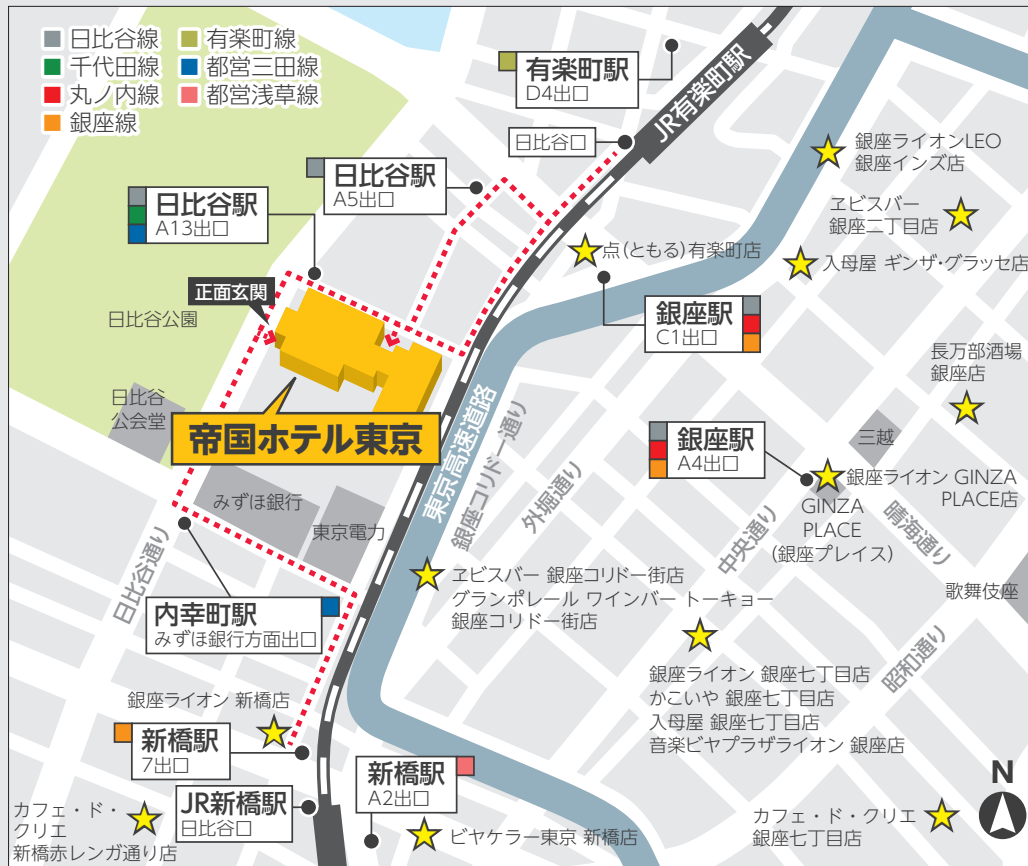 日比谷線
千代田線
丸ノ内線
銀座線
有楽町線
都営三田線
都営浅草線
有楽町駅
D4出口
JR有楽町駅
日比谷口
日比谷駅
A5出口
日比谷駅
A13出口
銀座ライオンLEO
銀座インズ店
ヱビスバー
銀座二丁目店
点(ともる)有楽町店
入母屋 ギンザ・グラッセ店
正面玄関
日比谷公園
銀座駅
C1出口
長万部酒場
銀座店
日比谷
公会堂
帝国ホテル東京
東京高速道路
銀座コリドー通り
外堀通り
銀座駅
A4出口
三越
銀座ライオン GINZA
PLACE店
GINZA
PLACE
(銀座プレイス)
晴海通り
中央通り
みずほ銀行
東京電力
日比谷通り
ヱビスバー 銀座コリドー街店
グランポレール ワインバー トーキョー
銀座コリドー街店
歌舞伎座
内幸町駅
みずほ銀行方面出口
昭和通り
銀座ライオン 銀座七丁目店
かこいや 銀座七丁目店
入母屋 銀座七丁目店
音楽ビヤプラザライオン 銀座店
銀座ライオン 新橋店
新橋駅
7出口
新橋駅
A2出口
JR新橋駅
日比谷口
カフェ・ド・
クリエ
新橋赤レンガ通り店
ビヤケラー東京 新橋店
カフェ・ド・クリエ
銀座七丁目店
N